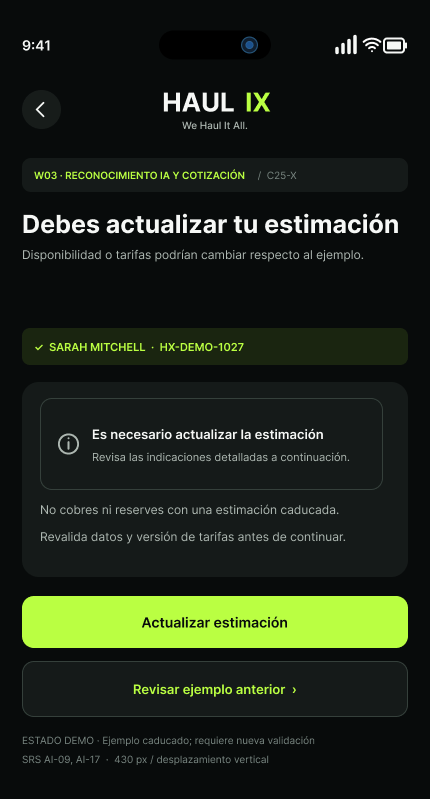 9:41
HAUL IX
We Haul It All.
W03 · RECONOCIMIENTO IA Y COTIZACIÓN / C25-X
Debes actualizar tu estimación
Disponibilidad o tarifas podrían cambiar respecto al ejemplo.
✓ SARAH MITCHELL · HX-DEMO-1027
Es necesario actualizar la estimación
Revisa las indicaciones detalladas a continuación.
No cobres ni reserves con una estimación caducada.
Revalida datos y versión de tarifas antes de continuar.
Actualizar estimación
Revisar ejemplo anterior ›
ESTADO DEMO · Ejemplo caducado; requiere nueva validación
SRS AI-09, AI-17 · 430 px / desplazamiento vertical